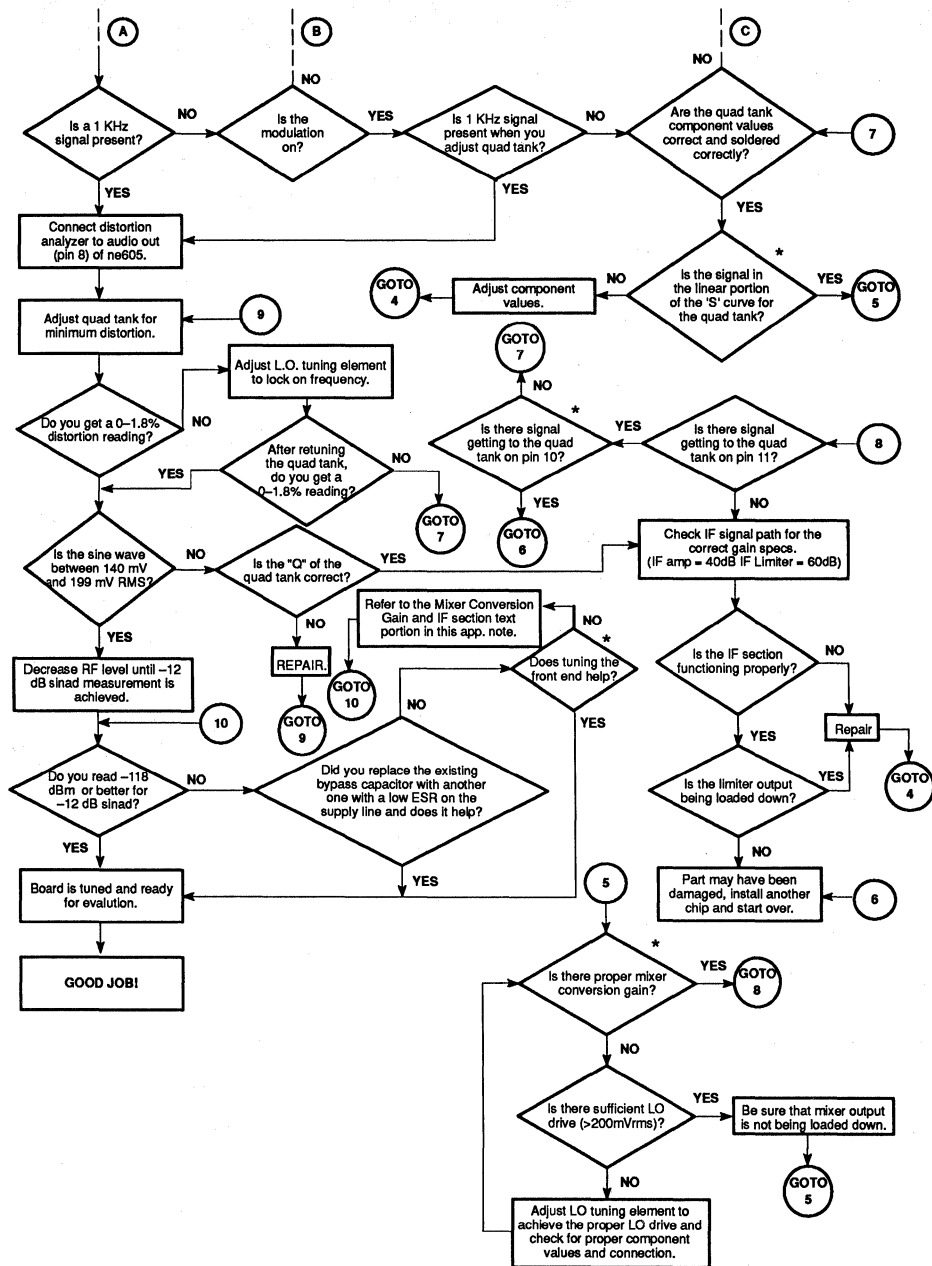 A
B
C
NO
NO
Is a 1 KHz
signal present?
NO
Is the
modulation
on?
YES
Is 1 KHz signal
present when you
adjust quad tank?
NO
Are the quad tank
component values
correct and soldered
correctly?
7
YES
YES
YES
Connect distortion
analyzer to audio out
(pin 8) of ne605.
Adjust quad tank for
minimum distortion.
9
GOTO
4
Adjust component
values.
NO
Is the signal in
the linear portion
of the 'S' curve for
the quad tank?
*
YES
GOTO
5
Adjust L.O. tuning element
to lock on frequency.
GOTO
7
NO
Do you get a 0–1.8%
distortion reading?
NO
YES
After retuning
the quad tank,
do you get a
0–1.8% reading?
NO
GOTO
7
Is there signal
getting to the quad
tank on pin 10?
*
YES
Is there signal
getting to the quad
tank on pin 11?
8
YES
GOTO
6
NO
Check IF signal path for the
correct gain specs.
(IF amp = 40dB IF Limiter = 60dB)
Is the sine wave
between 140 mV
and 199 mV RMS?
NO
Is the "Q" of the
quad tank correct?
YES
NO
REPAIR.
GOTO
9
Refer to the Mixer Conversion
Gain and IF section text
portion in this app. note.
GOTO
10
NO
*
Does tuning the
front end help?
YES
Is the IF section
functioning properly?
NO
Repair
GOTO
4
YES
Is the limiter output
being loaded down?
YES
NO
Part may have been
damaged, install another
chip and start over.
6
YES
Decrease RF level until –12
dB sinad measurement is
achieved.
10
Do you read –118
dBm or better for
–12 dB sinad?
NO
NO
Did you replace the existing
bypass capacitor with another
one with a low ESR on the
supply line and does it help?
YES
YES
Board is tuned and ready
for evalution.
GOOD JOB!
5
*
Is there proper mixer
conversion gain?
YES
GOTO
8
NO
Is there sufficient LO
drive (>200mVrms)?
YES
Be sure that mixer output
is not being loaded down.
GOTO
5
NO
Adjust LO tuning element to
achieve the proper LO drive and
check for proper component
values and connection.